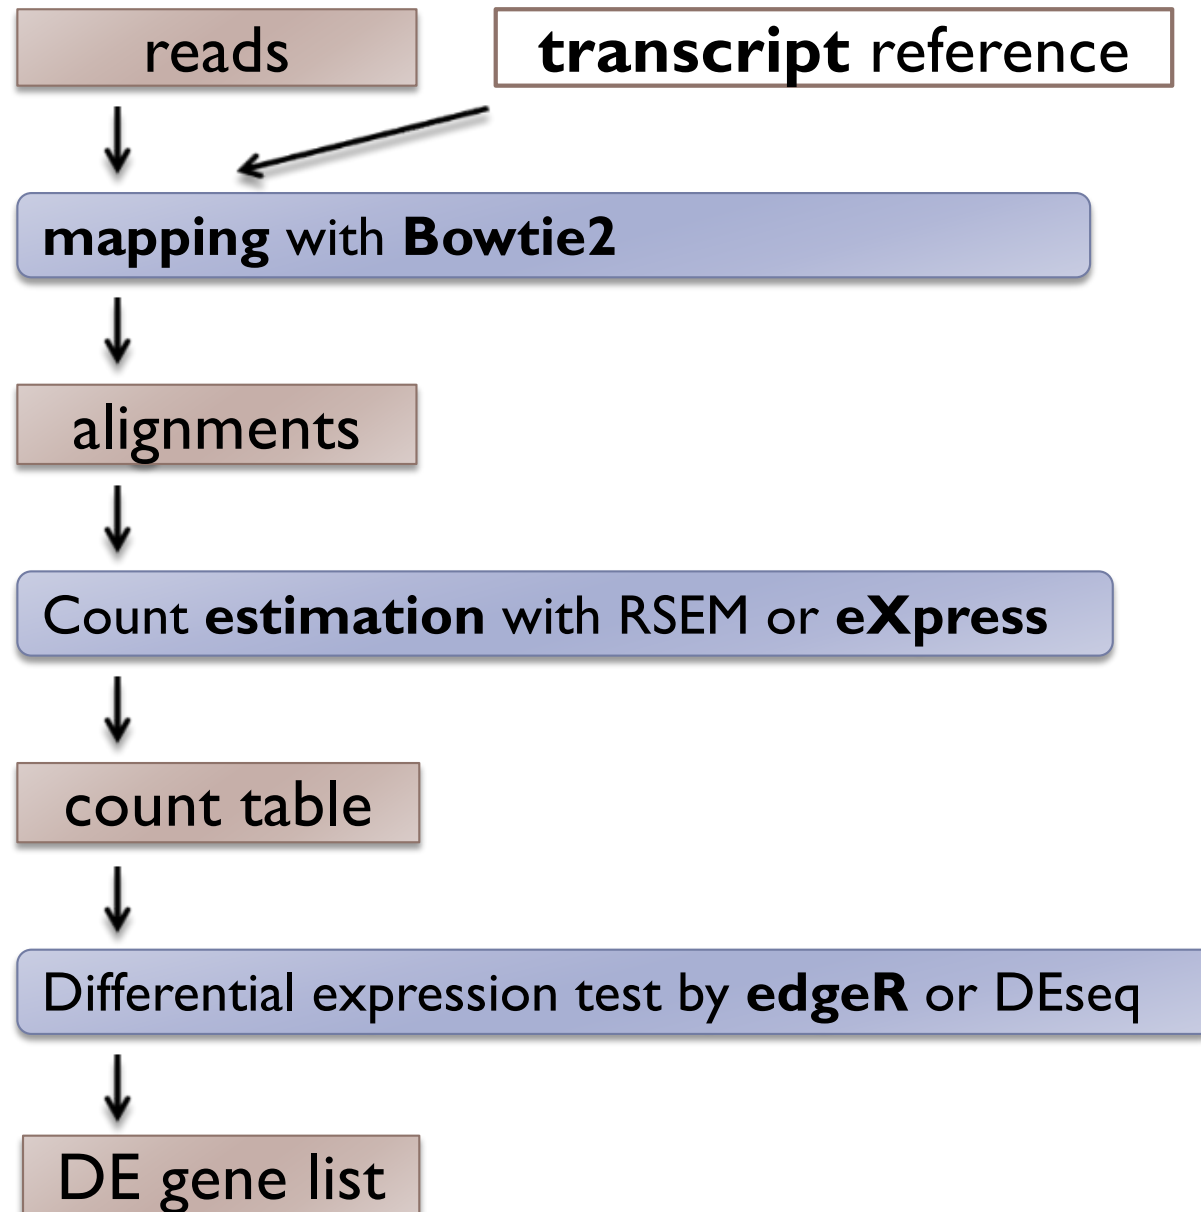 reads
transcript reference
mapping with Bowtie2
alignments
Count estimation with RSEM or eXpress
count table
Differential expression test by edgeR or DEseq
DE gene list